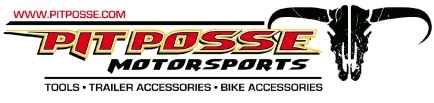 WWW.PITPOSSE.COM
PIT POSSE
MOTORSPORTS
TOOLS • TRAILER ACCESSORIES • BIKE ACCESSORIES